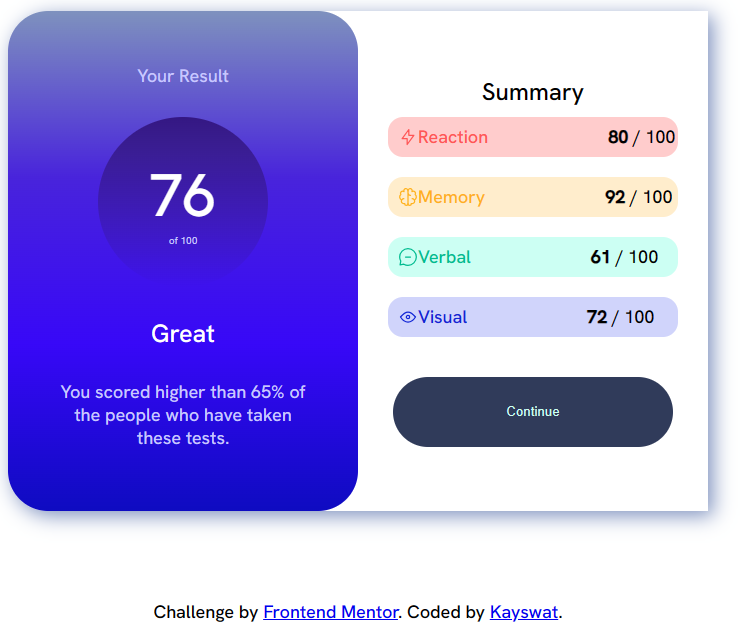 Your Result
76
of 100
Great
You scored higher than 65% of
the people who have taken
these tests.
Summary
Reaction 80 / 100
Memory 92 / 100
Verbal 61 / 100
Visual 72 / 100
Continue
Challenge by Frontend Mentor. Coded by Kayswat.